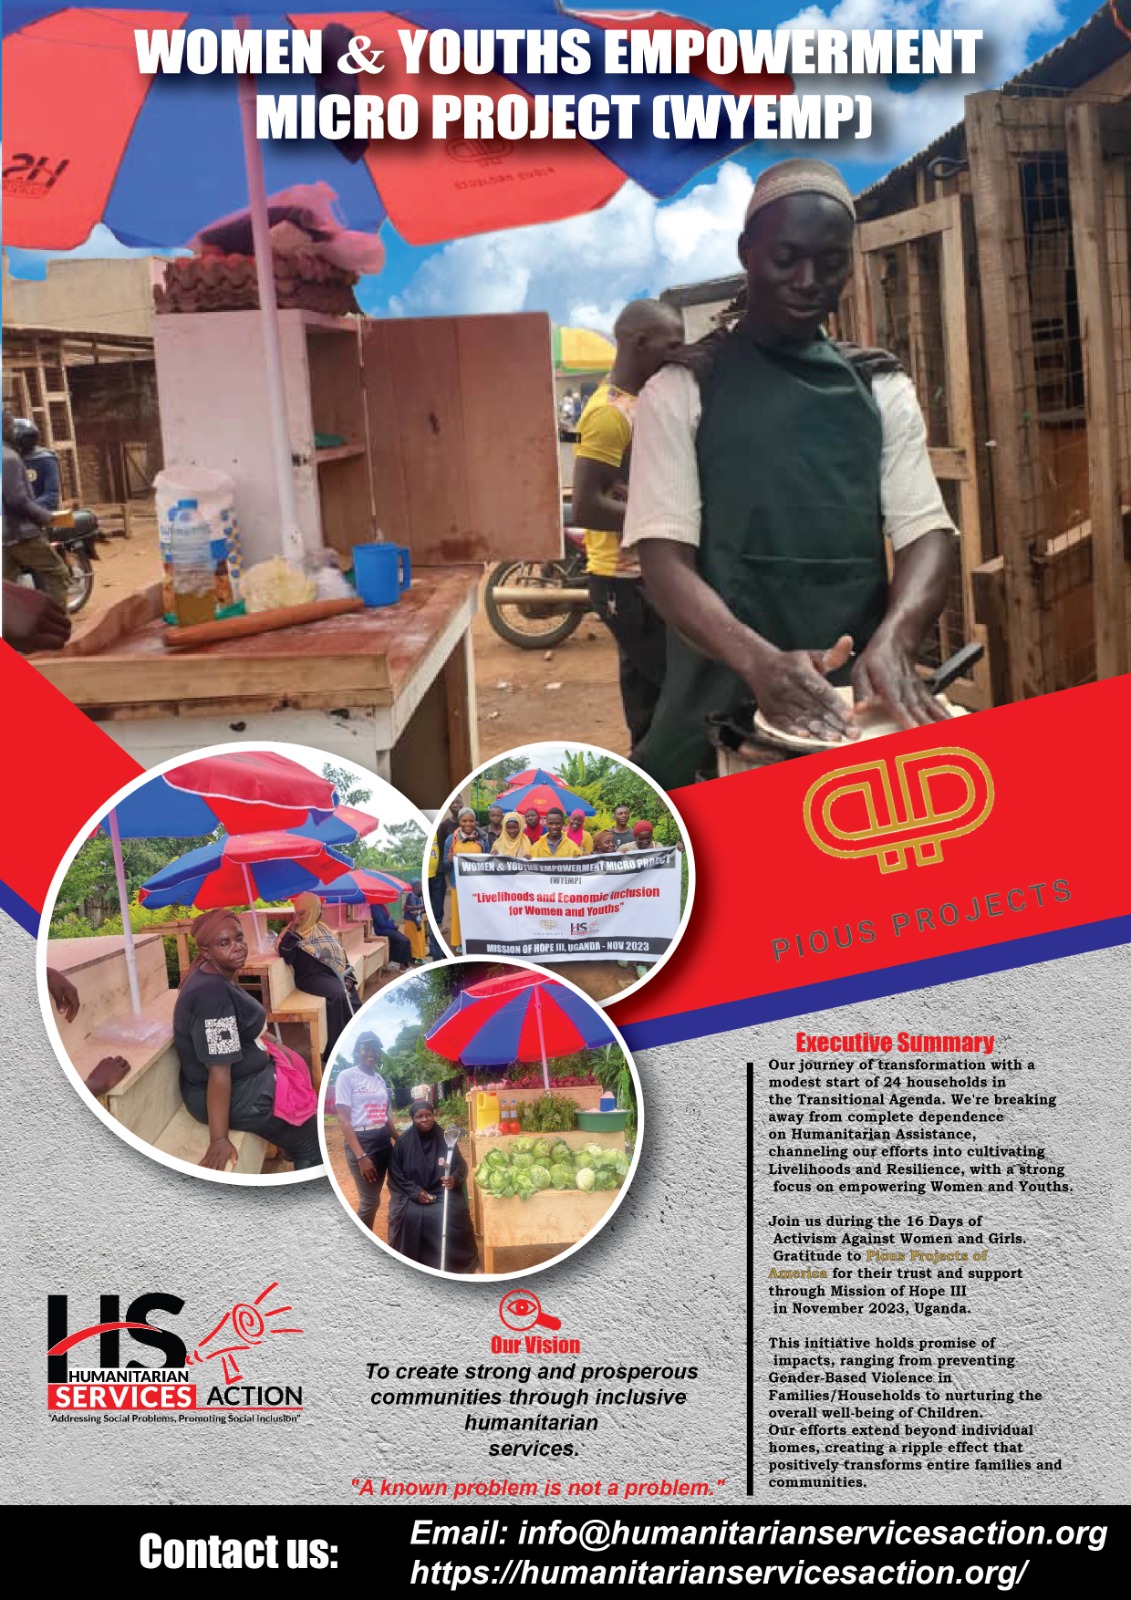 WOMEN & YOUTHS EMPOWERMENT
MICRO PROJECT (WYEMP)
HS
PIOUS PROJECTS
WOMEN & YOUTHS EMPOWERMENT MICRO PROJECT
(WYEMP)
"Livelihoods and Economic Inclusion
for Women and Youths"
HS
MISSION OF HOPE III, UGANDA - NOV 2023
PIOUS PROJECTS
Executive Summary
Our journey of transformation with a
modest start of 24 households in
the Transitional Agenda. We're breaking
away from complete dependence
on Humanitarian Assistance,
channeling our efforts into cultivating
Livelihoods and Resilience, with a strong
focus on empowering Women and Youths.
Join us during the 16 Days of
Activism Against Women and Girls.
Gratitude to Pious Projects of
America for their trust and support
through Mission of Hope III
in November 2023, Uganda.
This initiative holds promise of
impacts, ranging from preventing
Gender-Based Violence in
Families/Households to nurturing the
overall well-being of Children.
Our efforts extend beyond individual
homes, creating a ripple effect that
positively transforms entire families and
communities.
HS
HUMANITARIAN
SERVICES ACTION
"Addressing Social Problems, Promoting Social Inclusion"
Our Vision
To create strong and prosperous
communities through inclusive
humanitarian
services.
"A known problem is not a problem."
Contact us:
Email: info@humanitarianservicesaction.org
https://humanitarianservicesaction.org/